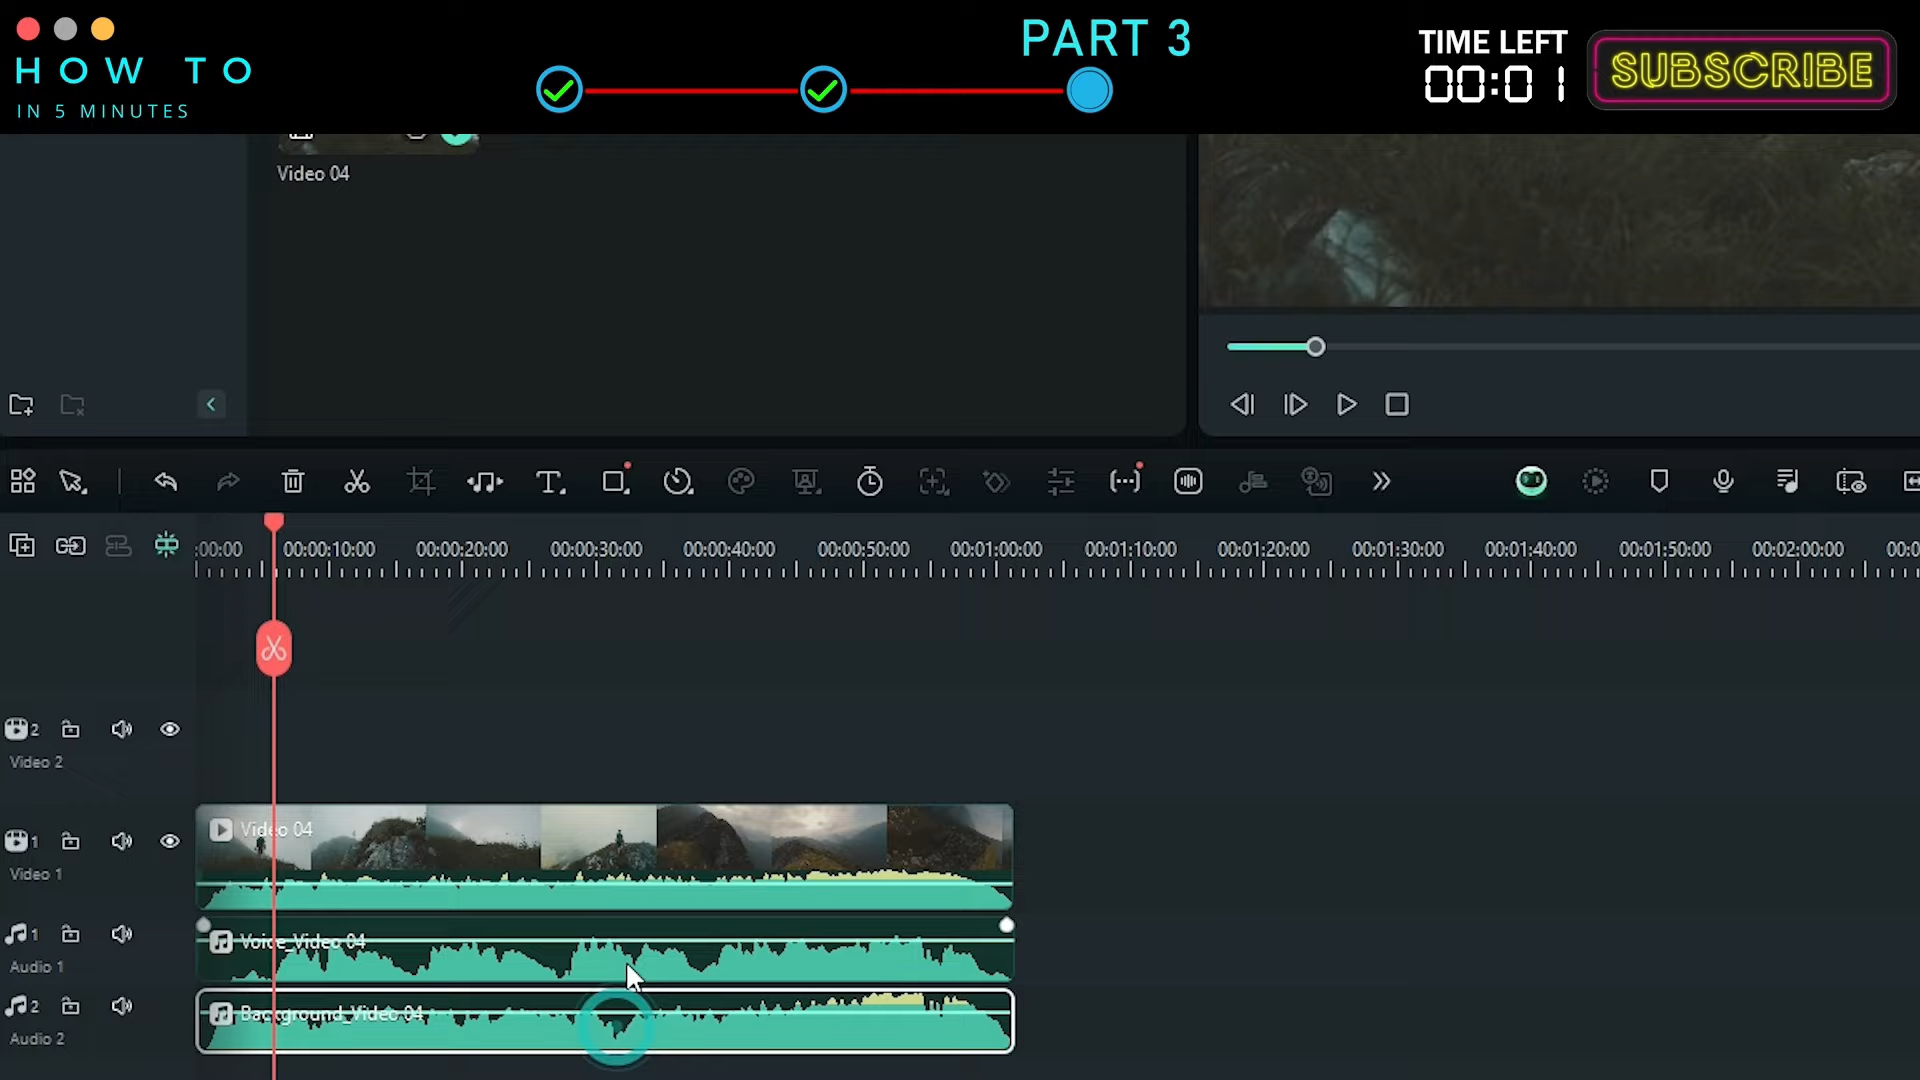 HOW TO
IN 5 MINUTES
PART 3
TIME LEFT
00:01
SUBSCRIBE
Video 04
:00:00
00:00:10:00
00:00:20:00
00:00:30:00
00:00:40:00
00:00:50:00
00:01:00:00
00:01:10:00
00:01:20:00
00:01:30:00
00:01:40:00
00:01:50:00
00:02:00:00
00:0
2
Video 2
Video 04
1
Video 1
Voice_Video 04
1
Audio 1
Background_Video 04
2
Audio 2